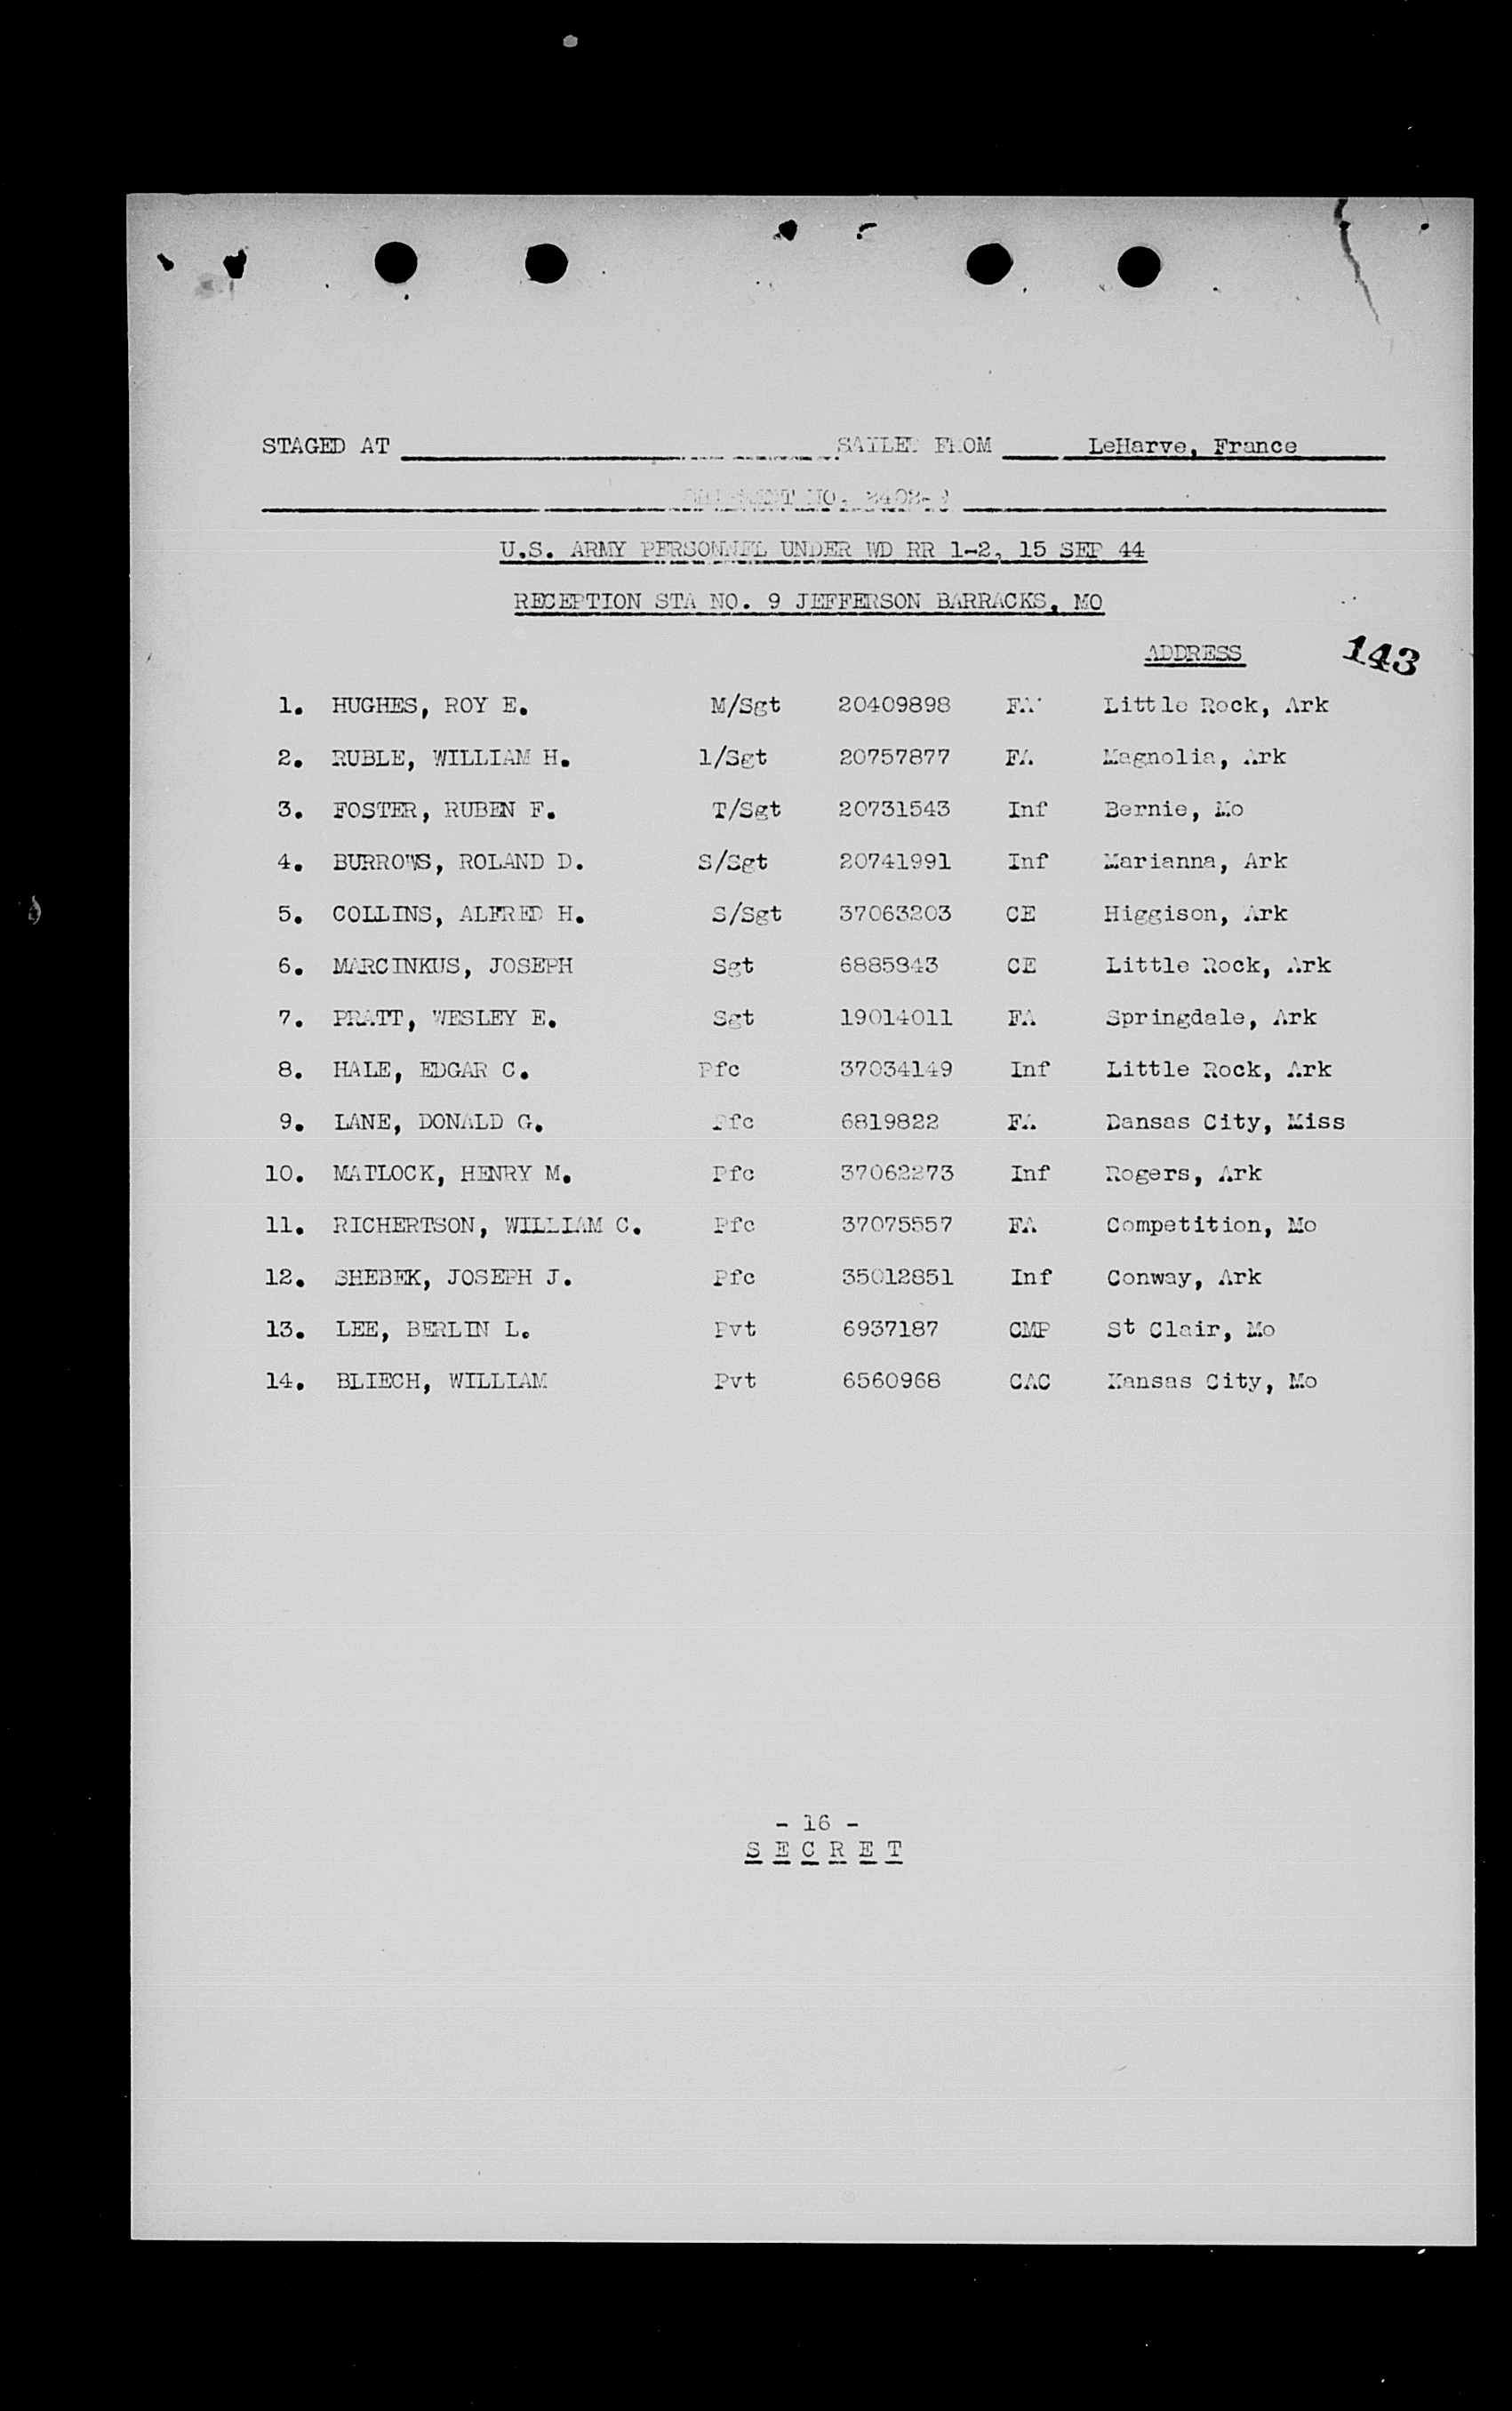 STAGED AT SAILED FROM LeHarve, France
SHIPMENT NO.
U.S. ARMY PERSONNEL UNDER WD RR 1-2, 15 SEP 44
RECEPTION STA NO. 9 JEFFERSON BARRACKS, MO
ADDRESS 143
1. HUGHES, ROY E. M/Sgt 20409898 FA Little Rock, Ark
2. RUBLE, WILLIAM H. 1/Sgt 20757877 FA Magnolia, Ark
3. FOSTER, RUBEN F. T/Sgt 20731543 Inf Bernie, Mo
4. BURROWS, ROLAND D. S/Sgt 20741991 Inf Marianna, Ark
5. COLLINS, ALFRED H. S/Sgt 37063203 CE Higgison, Ark
6. MARCINKUS, JOSEPH Sgt 6885843 CE Little Rock, Ark
7. PRATT, WESLEY E. Sgt 19014011 FA Springdale, Ark
8. HALE, EDGAR C. Pfc 37034149 Inf Little Rock, Ark
9. LANE, DONALD G. Pfc 6819822 FA Dansas City, Miss
10. MATLOCK, HENRY M. Pfc 37062273 Inf Rogers, Ark
11. RICHERTSON, WILLIAM C. Pfc 37075557 FA Competition, Mo
12. SHEBEK, JOSEPH J. Pfc 35012851 Inf Conway, Ark
13. LEE, BERLIN L. Pvt 6937187 CMP St Clair, Mo
14. BLIECH, WILLIAM Pvt 6560968 CAC Kansas City, Mo
- 16 -
S E C R E T